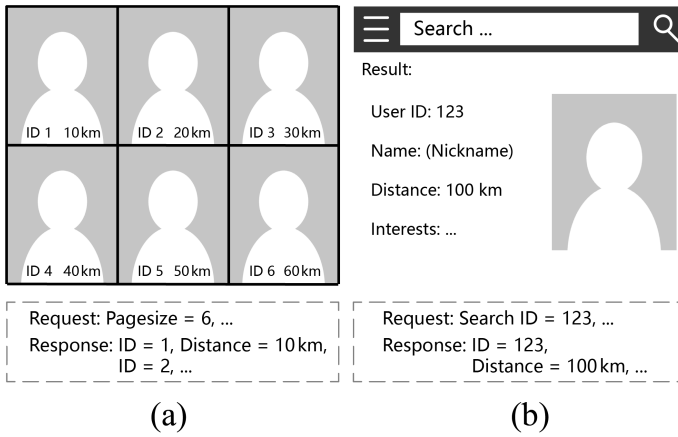 ID 1 10km
ID 2 20km
ID 3 30km
ID 4 40km
ID 5 50km
ID 6 60km
Request: Pagesize = 6, ...
Response: ID = 1, Distance = 10km,
ID = 2, ...
(a)
Search ...
Result:
User ID: 123
Name: (Nickname)
Distance: 100 km
Interests: ...
Request: Search ID = 123, ...
Response: ID = 123,
Distance = 100km, ...
(b)